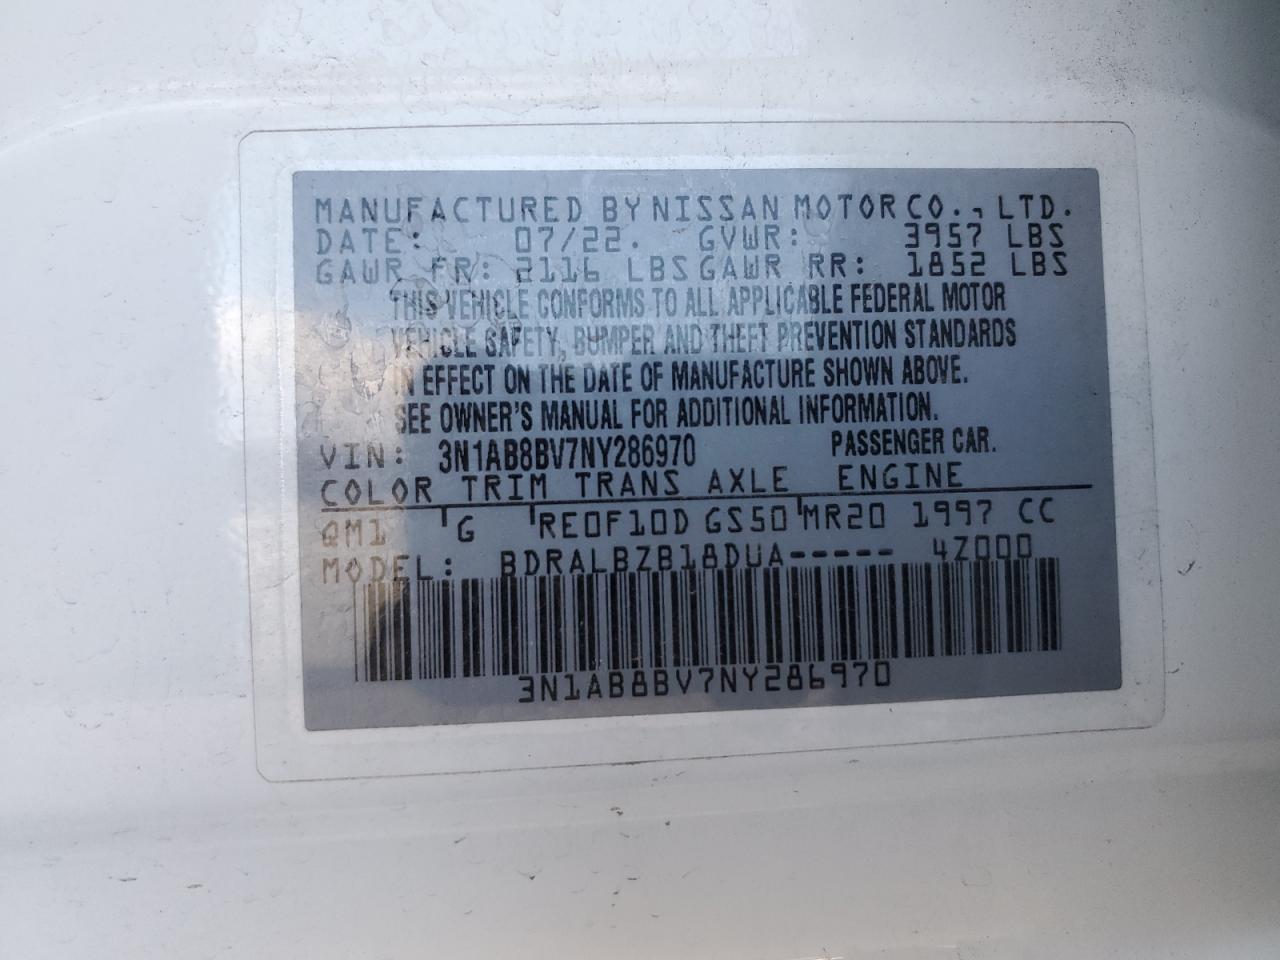 MANUFACTURED BY NISSAN MOTOR CO., LTD.
DATE: 07/22. GVWR: 3957 LBS
GAWR FR: 2116 LBS GAWR RR: 1852 LBS
THIS VEHICLE CONFORMS TO ALL APPLICABLE FEDERAL MOTOR
VEHICLE SAFETY, BUMPER AND THEFT PREVENTION STANDARDS
IN EFFECT ON THE DATE OF MANUFACTURE SHOWN ABOVE.
SEE OWNER'S MANUAL FOR ADDITIONAL INFORMATION.
VIN: 3N1AB8BV7NY286970 PASSENGER CAR.
COLOR TRIM TRANS AXLE ENGINE
QM1 G RE0F10D GS50 MR20 1997 CC
MODEL: BDRALBZB18DUA----- 4Z000
3N1AB8BV7NY286970